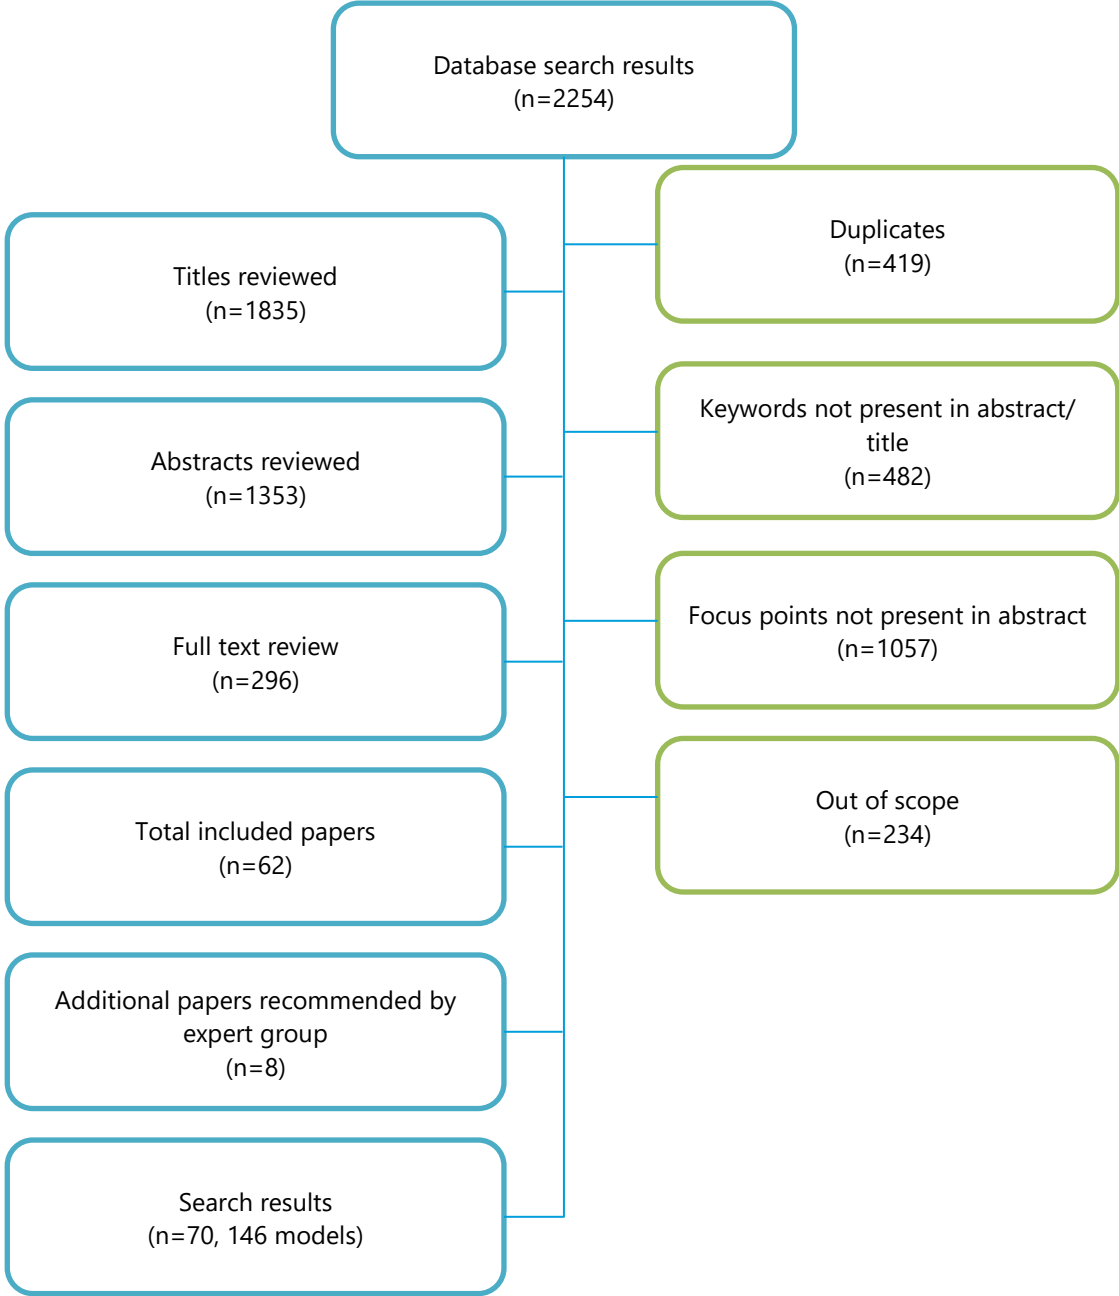 Database search results
(n=2254)
Duplicates
(n=419)
Titles reviewed
(n=1835)
Keywords not present in abstract/
title
(n=482)
Abstracts reviewed
(n=1353)
Focus points not present in abstract
(n=1057)
Full text review
(n=296)
Out of scope
(n=234)
Total included papers
(n=62)
Additional papers recommended by
expert group
(n=8)
Search results
(n=70, 146 models)